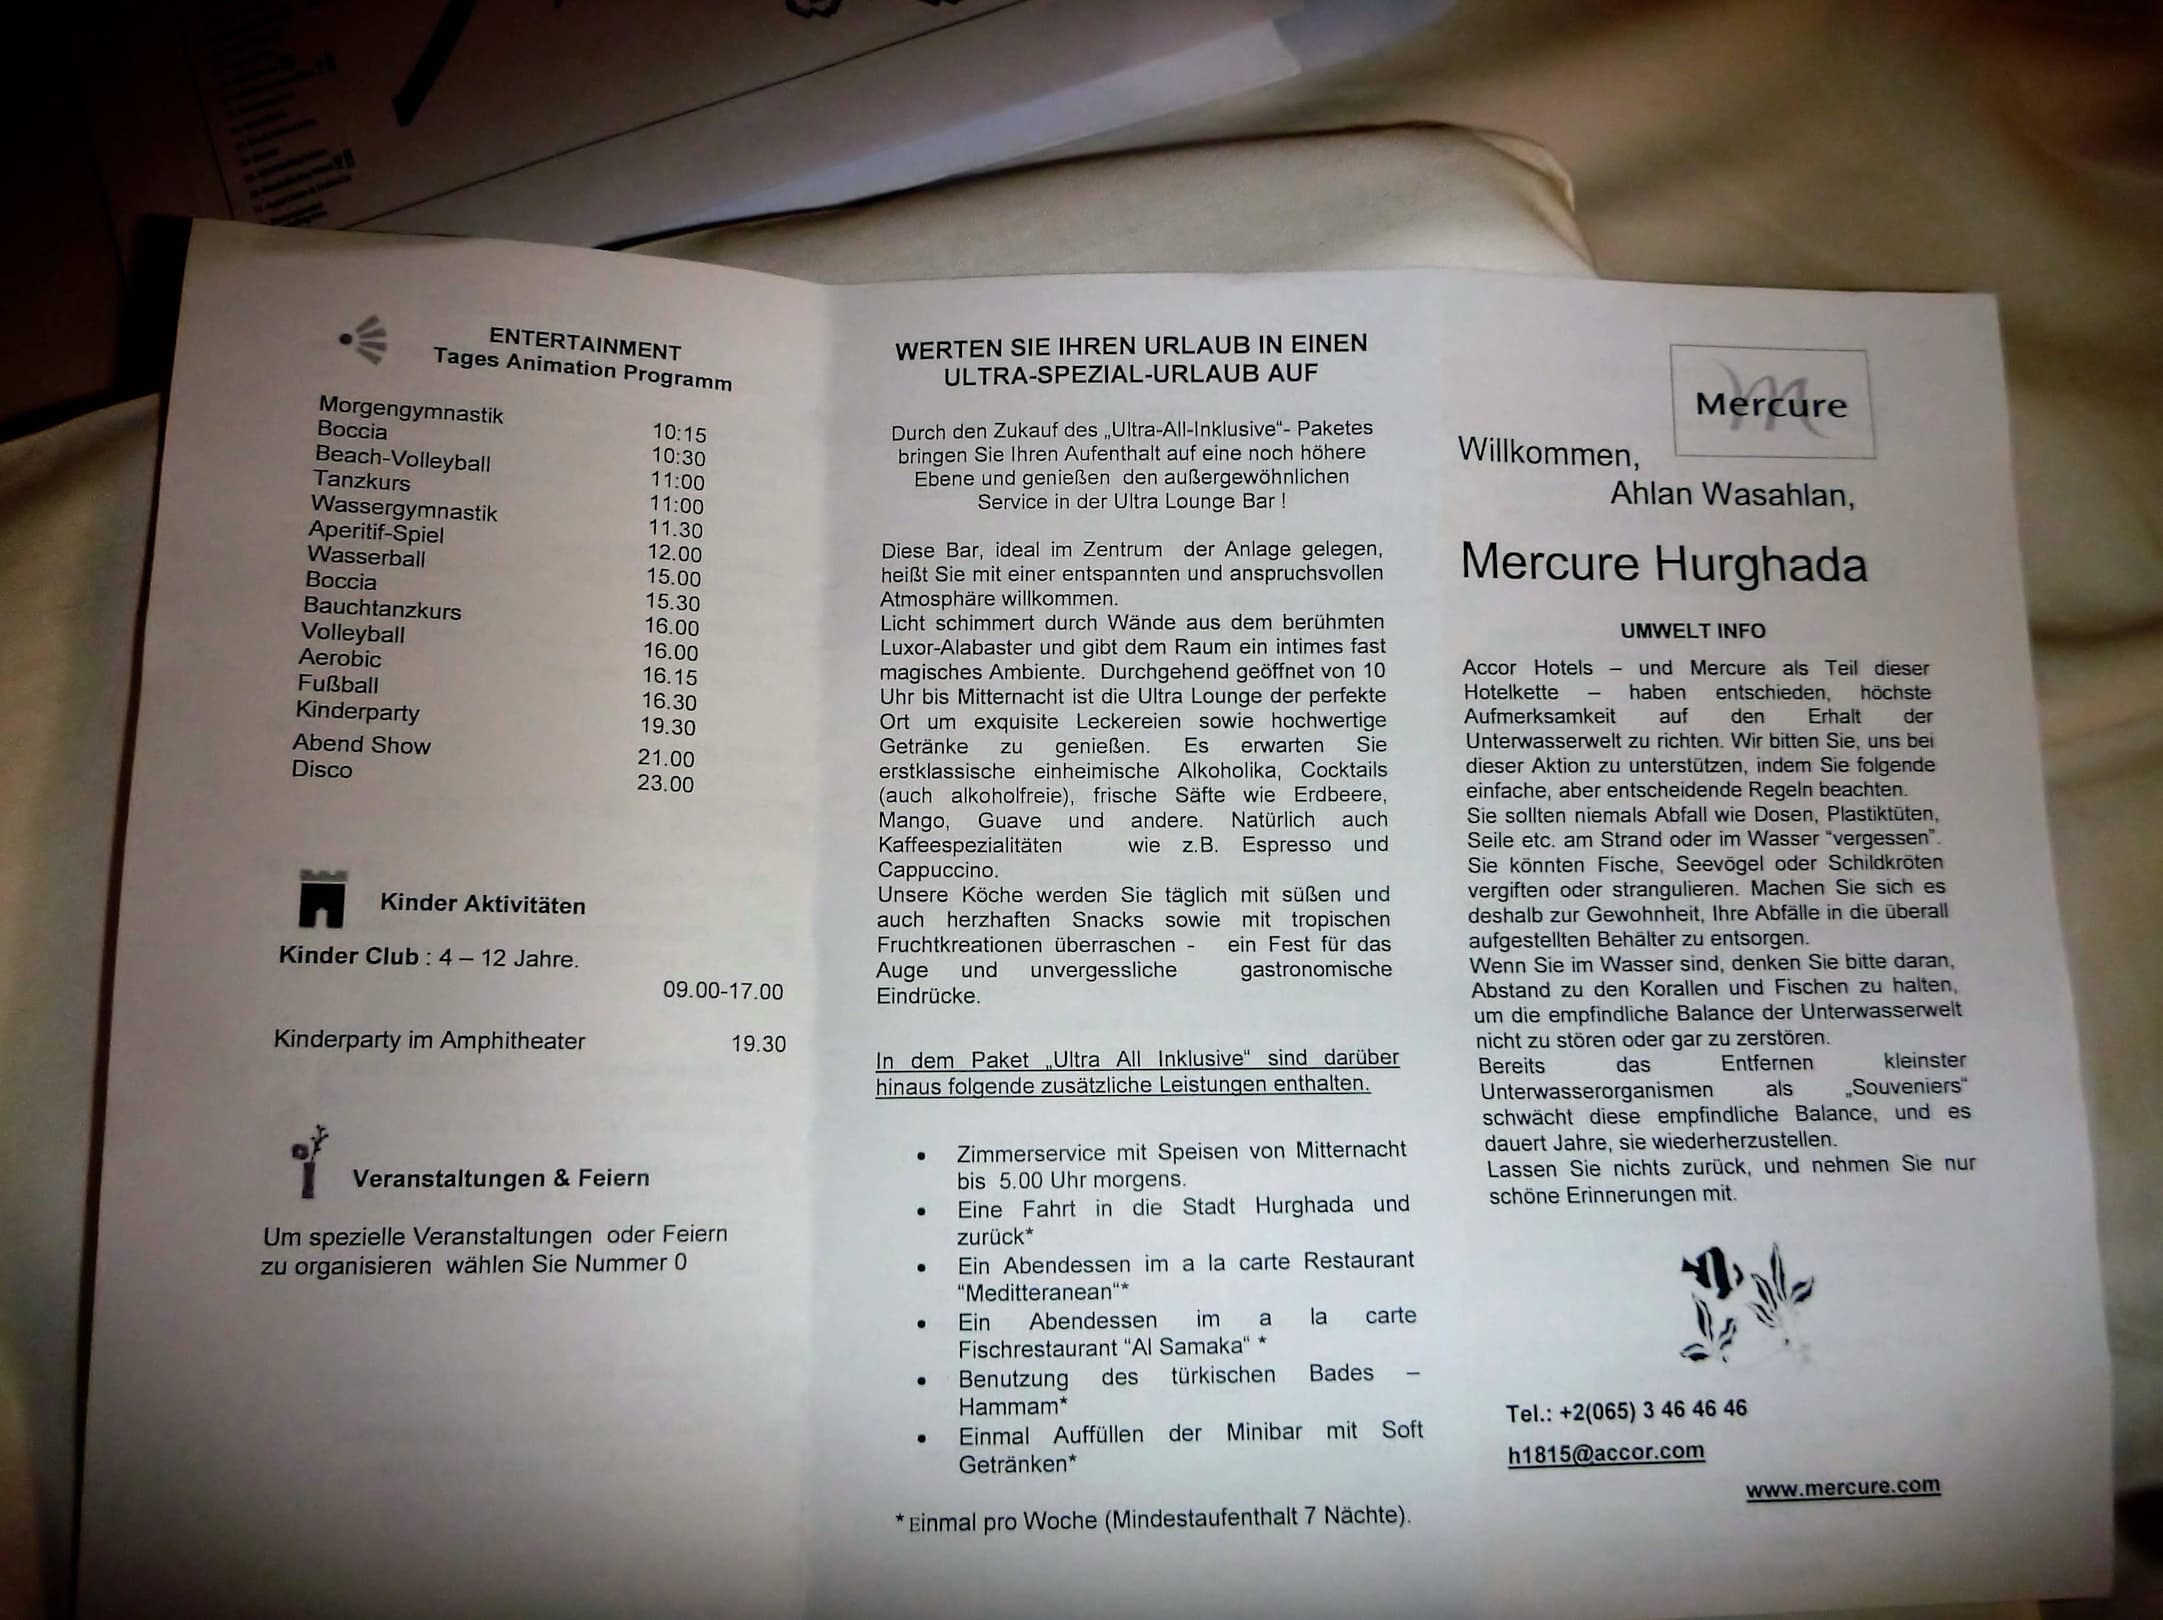 ENTERTAINMENT
Tages Animation Programm
Morgengymnastik 10:15
Boccia 10:30
Beach-Volleyball 11:00
Tanzkurs 11:00
Wassergymnastik 11.30
Aperitif-Spiel 12.00
Wasserball 15.00
Boccia 15.30
Bauchtanzkurs 16.00
Volleyball 16.00
Aerobic 16.15
Fußball 16.30
Kinderparty 19.30
Abend Show 21.00
Disco 23.00
Kinder Aktivitäten
Kinder Club : 4 – 12 Jahre.
09.00-17.00
Kinderparty im Amphitheater 19.30
Veranstaltungen & Feiern
Um spezielle Veranstaltungen oder Feiern
zu organisieren wählen Sie Nummer 0
WERTEN SIE IHREN URLAUB IN EINEN
ULTRA-SPEZIAL-URLAUB AUF
Durch den Zukauf des „Ultra-All-Inklusive“- Paketes
bringen Sie Ihren Aufenthalt auf eine noch höhere
Ebene und genießen den außergewöhnlichen
Service in der Ultra Lounge Bar !
Diese Bar, ideal im Zentrum der Anlage gelegen,
heißt Sie mit einer entspannten und anspruchsvollen
Atmosphäre willkommen.
Licht schimmert durch Wände aus dem berühmten
Luxor-Alabaster und gibt dem Raum ein intimes fast
magisches Ambiente. Durchgehend geöffnet von 10
Uhr bis Mitternacht ist die Ultra Lounge der perfekte
Ort um exquisite Leckereien sowie hochwertige
Getränke zu genießen. Es erwarten Sie
erstklassische einheimische Alkoholika, Cocktails
(auch alkoholfreie), frische Säfte wie Erdbeere,
Mango, Guave und andere. Natürlich auch
Kaffeespezialitäten wie z.B. Espresso und
Cappuccino.
Unsere Köche werden Sie täglich mit süßen und
auch herzhaften Snacks sowie mit tropischen
Fruchtkreationen überraschen - ein Fest für das
Auge und unvergessliche gastronomische
Eindrücke.
In dem Paket „Ultra All Inklusive“ sind darüber
hinaus folgende zusätzliche Leistungen enthalten.
• Zimmerservice mit Speisen von Mitternacht
bis 5.00 Uhr morgens.
• Eine Fahrt in die Stadt Hurghada und
zurück*
• Ein Abendessen im a la carte Restaurant
“Meditteranean“*
• Ein Abendessen im a la carte
Fischrestaurant “Al Samaka“ *
• Benutzung des türkischen Bades –
Hammam*
• Einmal Auffüllen der Minibar mit Soft
Getränken*
* Einmal pro Woche (Mindestaufenthalt 7 Nächte).
Mercure
Willkommen,
Ahlan Wasahlan,
Mercure Hurghada
UMWELT INFO
Accor Hotels – und Mercure als Teil dieser
Hotelkette – haben entschieden, höchste
Aufmerksamkeit auf den Erhalt der
Unterwasserwelt zu richten. Wir bitten Sie, uns bei
dieser Aktion zu unterstützen, indem Sie folgende
einfache, aber entscheidende Regeln beachten.
Sie sollten niemals Abfall wie Dosen, Plastiktüten,
Seile etc. am Strand oder im Wasser “vergessen”.
Sie könnten Fische, Seevögel oder Schildkröten
vergiften oder strangulieren. Machen Sie sich es
deshalb zur Gewohnheit, Ihre Abfälle in die überall
aufgestellten Behälter zu entsorgen.
Wenn Sie im Wasser sind, denken Sie bitte daran,
Abstand zu den Korallen und Fischen zu halten,
um die empfindliche Balance der Unterwasserwelt
nicht zu stören oder gar zu zerstören.
Bereits das Entfernen kleinster
Unterwasserorganismen als „Souveniers“
schwächt diese empfindliche Balance, und es
dauert Jahre, sie wiederherzustellen.
Lassen Sie nichts zurück, und nehmen Sie nur
schöne Erinnerungen mit.
Tel.: +2(065) 3 46 46 46
h1815@accor.com
www.mercure.com